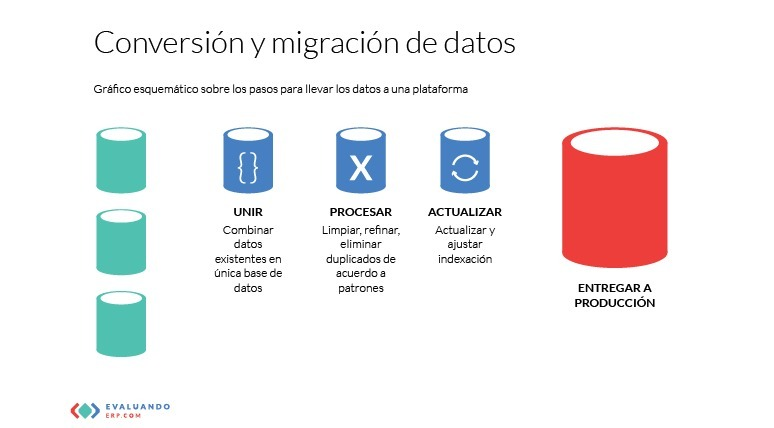 Conversión y migración de datos
Gráfico esquemático sobre los pasos para llevar los datos a una plataforma
{}
X
UNIR
Combinar
datos
existentes en
única base de
datos
PROCESAR
Limpiar, refinar,
eliminar
duplicados de
acuerdo a
patrones
ACTUALIZAR
Actualizar y
ajustar
indexación
ENTREGAR A
PRODUCCIÓN
EVALUANDO
ERP.COM